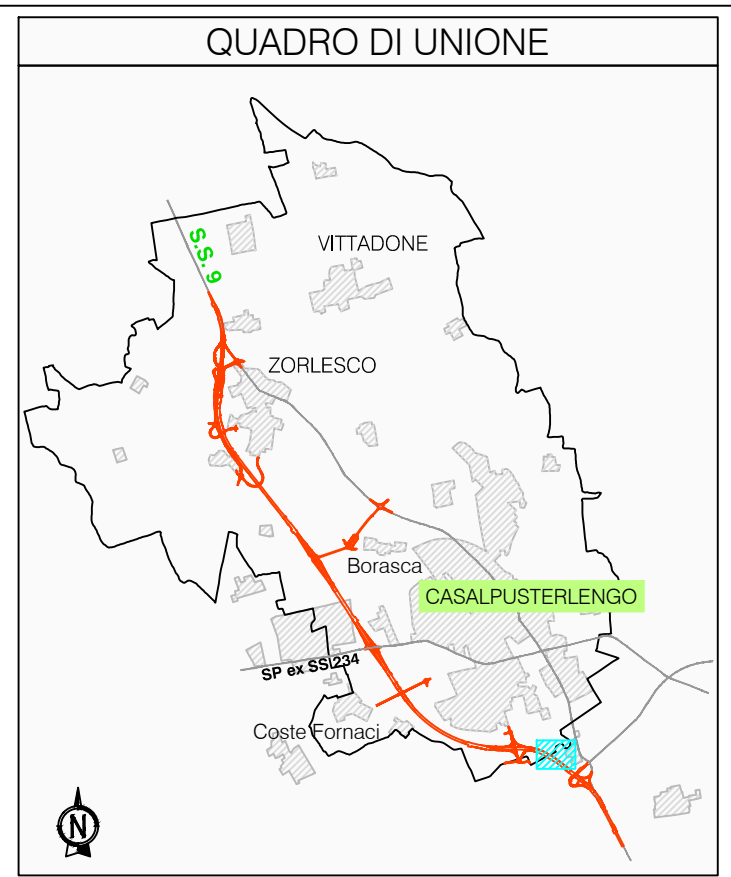 QUADRO DI UNIONE
S.S. 9
VITTADONE
ZORLESCO
Borasca
CASALPUSTERLENGO
SP ex SS234
Coste Fornaci
N